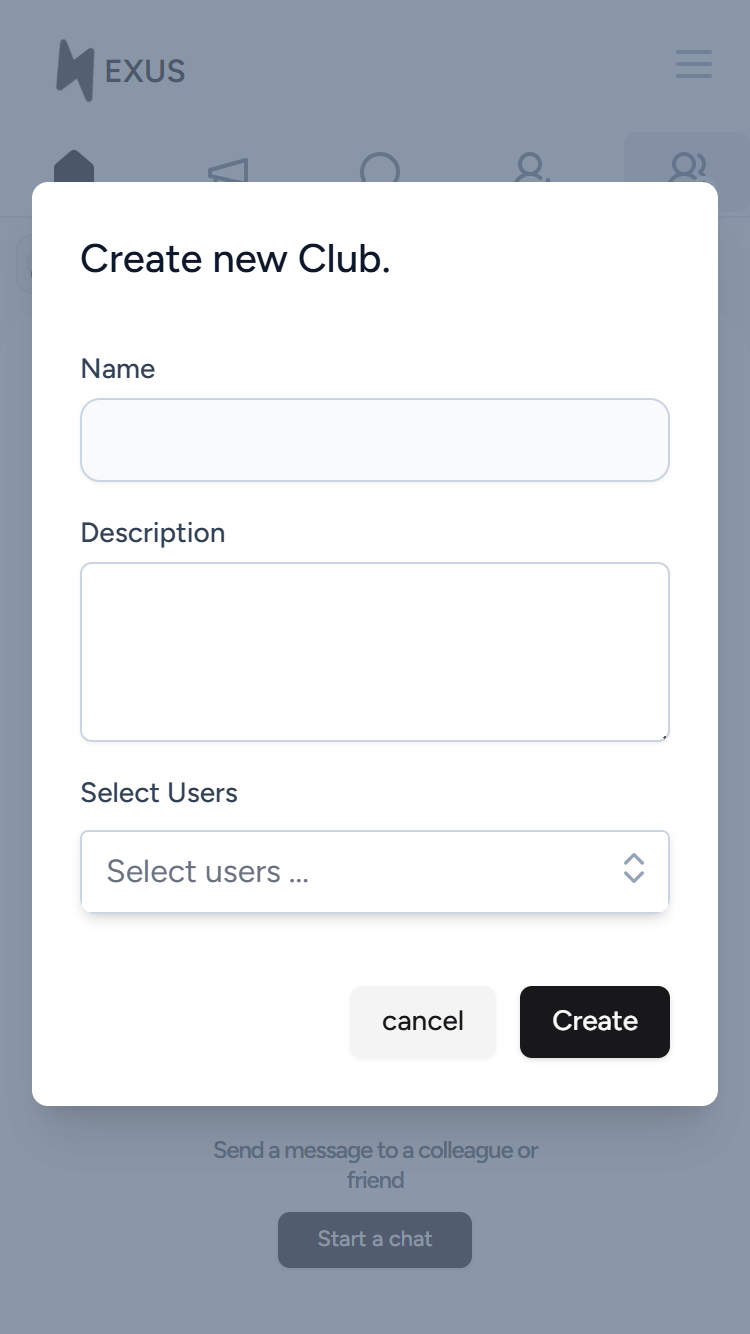 EXUS
Create new Club.
Name
Description
Select Users
Select users ...
cancel
Create
Send a message to a colleague or
friend
Start a chat